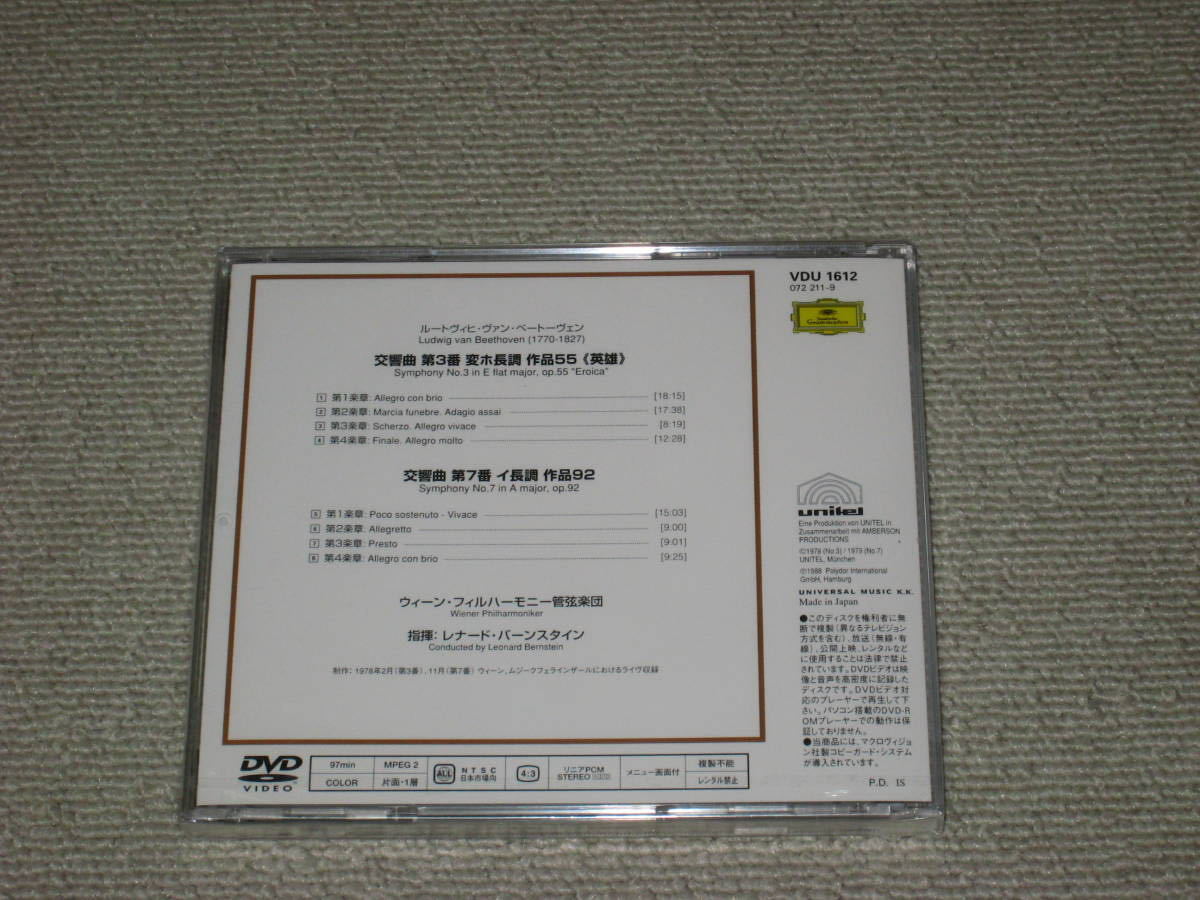 VDU 1612
072 211-9
Deutsche
Grammophon
ルートヴィヒ・ヴァン・ベートーヴェン
Ludwig van Beethoven (1770-1827)
交響曲 第3番 変ホ長調 作品55《英雄》
Symphony No.3 in E flat major, op.55 "Eroica"
1 第1楽章: Allegro con brio [18:15]
2 第2楽章: Marcia funebre. Adagio assai [17:38]
3 第3楽章: Scherzo. Allegro vivace [8:19]
4 第4楽章: Finale. Allegro molto [12:28]
交響曲 第7番 イ長調 作品92
Symphony No.7 in A major, op.92
5 第1楽章: Poco sostenuto - Vivace [15:03]
6 第2楽章: Allegretto [9:00]
7 第3楽章: Presto [9:01]
8 第4楽章: Allegro con brio [9:25]
ウィーン・フィルハーモニー管弦楽団
Wiener Philharmoniker
指揮: レナード・バーンスタイン
Conducted by Leonard Bernstein
制作: 1978年2月(第3番)、11月(第7番) ウィーン、ムジークフェラインザールにおけるライヴ収録
unitel
Eine Produktion von UNITEL in
Zusammenarbeit mit AMBERSON
PRODUCTIONS
©1978 (No.3) / 1979 (No.7)
UNITEL, München
℗1988 Polydor International
GmbH, Hamburg
UNIVERSAL MUSIC K.K.
Made in Japan
●このディスクを権利者に無
断で複製(異なるテレビジョン
方式を含む)、放送(無線・有
線)、公開上映、レンタルなど
に使用することは法律で禁止
されています。DVDビデオは映
像と音声を高密度に記録した
ディスクです。DVDビデオ対
応のプレーヤーで再生して下
さい。パソコン搭載のDVD-R
OMプレーヤーでの動作は保
証しておりません。
●当商品には、マクロヴィジョ
ン社製コピーガード・システム
が導入されています。
P.D. IS
DVD
VIDEO
97min
COLOR
MPEG 2
片面・1層
ALL
NTSC
日本市場向
4:3
リニアPCM
STEREO
メニュー画面付
複製不能
レンタル禁止